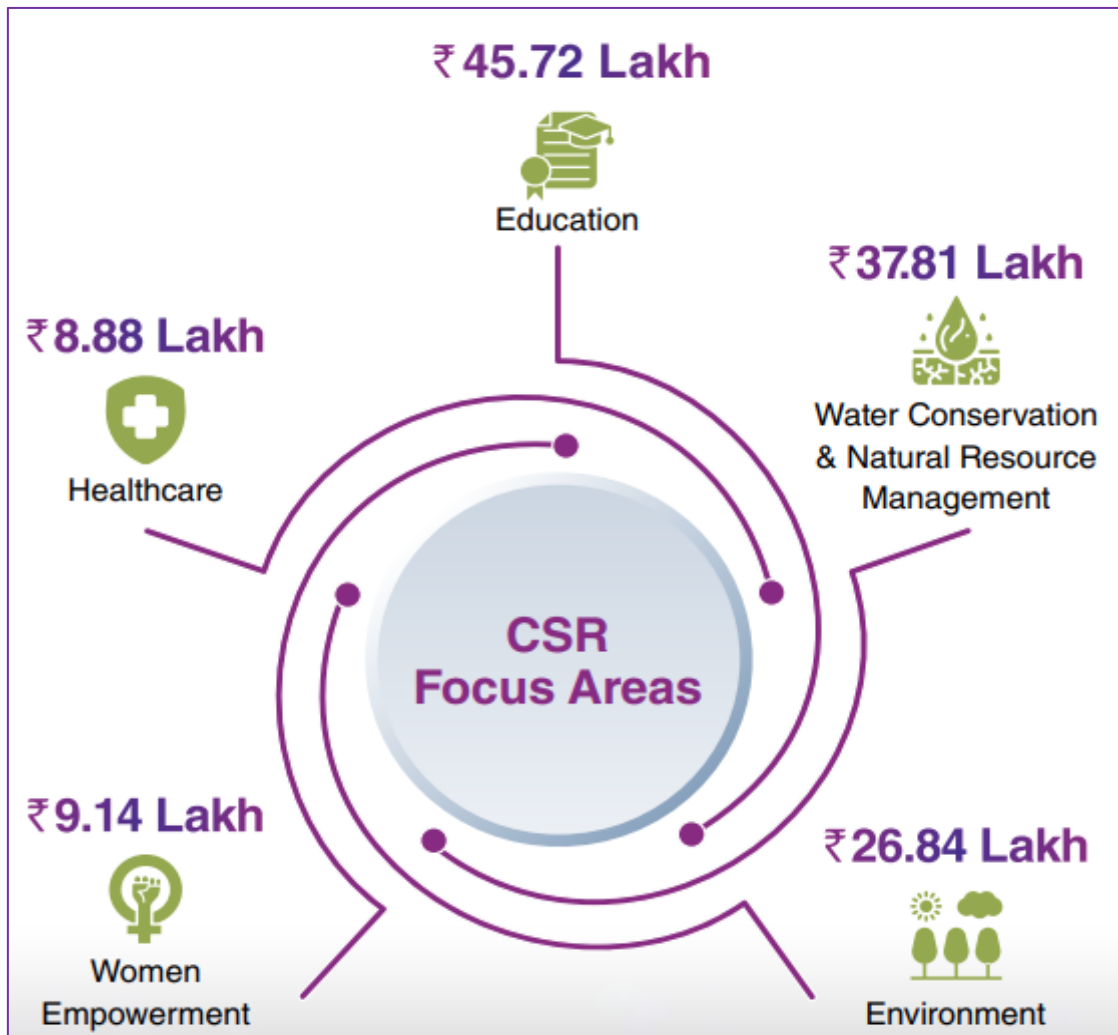 ₹45.72 Lakh
Education
₹37.81 Lakh
Water Conservation
& Natural Resource
Management
₹8.88 Lakh
Healthcare
CSR
Focus Areas
₹9.14 Lakh
Women
Empowerment
₹26.84 Lakh
Environment